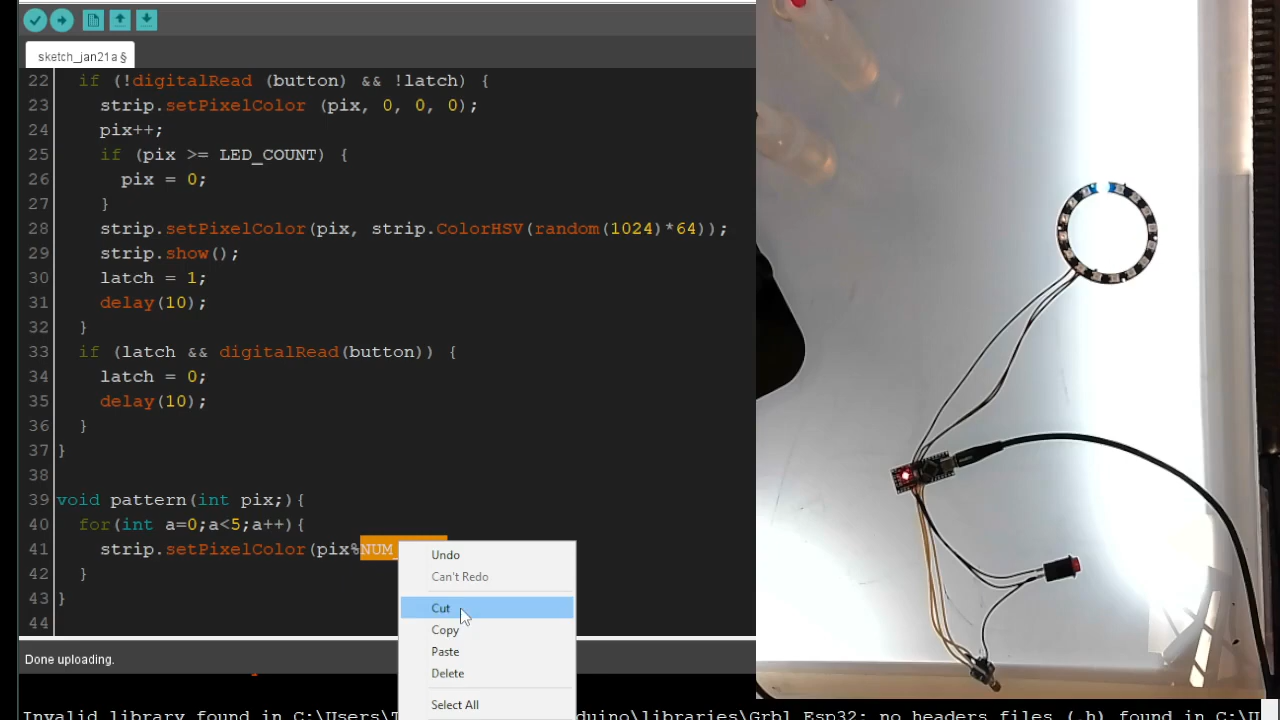 sketch_jan21a §
22 if (!digitalRead (button) && !latch) {
23 strip.setPixelColor (pix, 0, 0, 0);
24 pix++;
25 if (pix >= LED_COUNT) {
26 pix = 0;
27 }
28 strip.setPixelColor(pix, strip.ColorHSV(random(1024)*64));
29 strip.show();
30 latch = 1;
31 delay(10);
32 }
33 if (latch && digitalRead(button)) {
34 latch = 0;
35 delay(10);
36 }
37 }
38
39 void pattern(int pix;){
40 for(int a=0;a<5;a++){
41 strip.setPixelColor(pix%NUM_
42 }
43 }
44
Undo
Can't Redo
Cut
Copy
Paste
Delete
Select All
Done uploading.
Invalid library found in C:\Users\T duino\libraries\Grbl_Esp32: no headers files (.h) found in C:\U